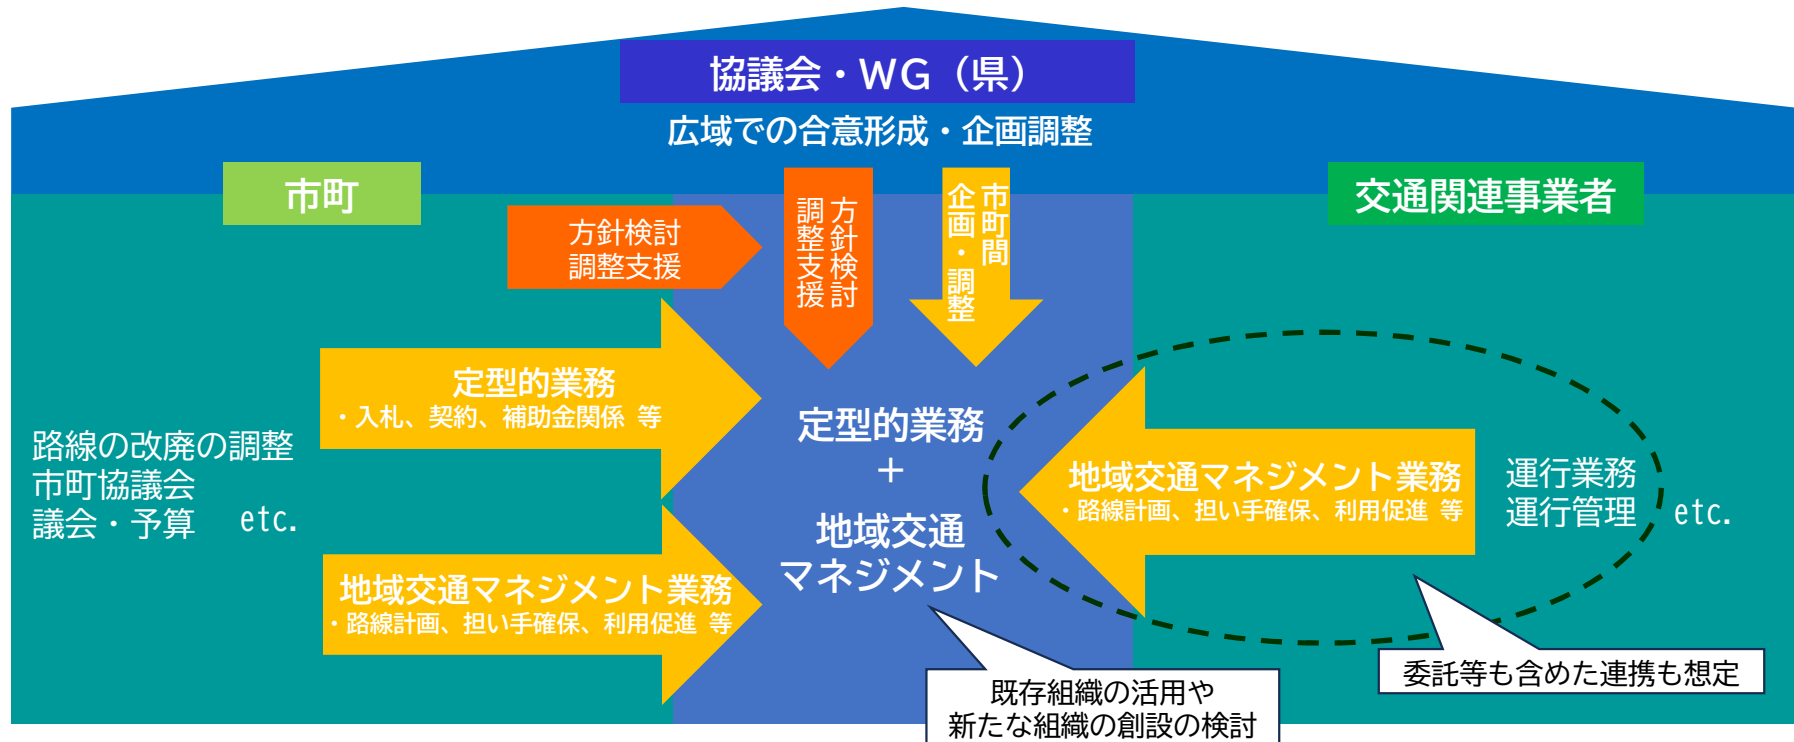 協議会・WG（県）
広域での合意形成・企画調整
市町
交通関連事業者
方針検討
調整支援
方針検討
調整支援
市町間
企画・調整
定型的業務
・入札、契約、補助金関係 等
路線の改廃の調整
市町協議会
議会・予算 etc.
地域交通マネジメント業務
・路線計画、担い手確保、利用促進 等
定型的業務
＋
地域交通
マネジメント
地域交通マネジメント業務
・路線計画、担い手確保、利用促進 等
運行業務
運行管理 etc.
既存組織の活用や
新たな組織の創設の検討
委託等も含めた連携も想定